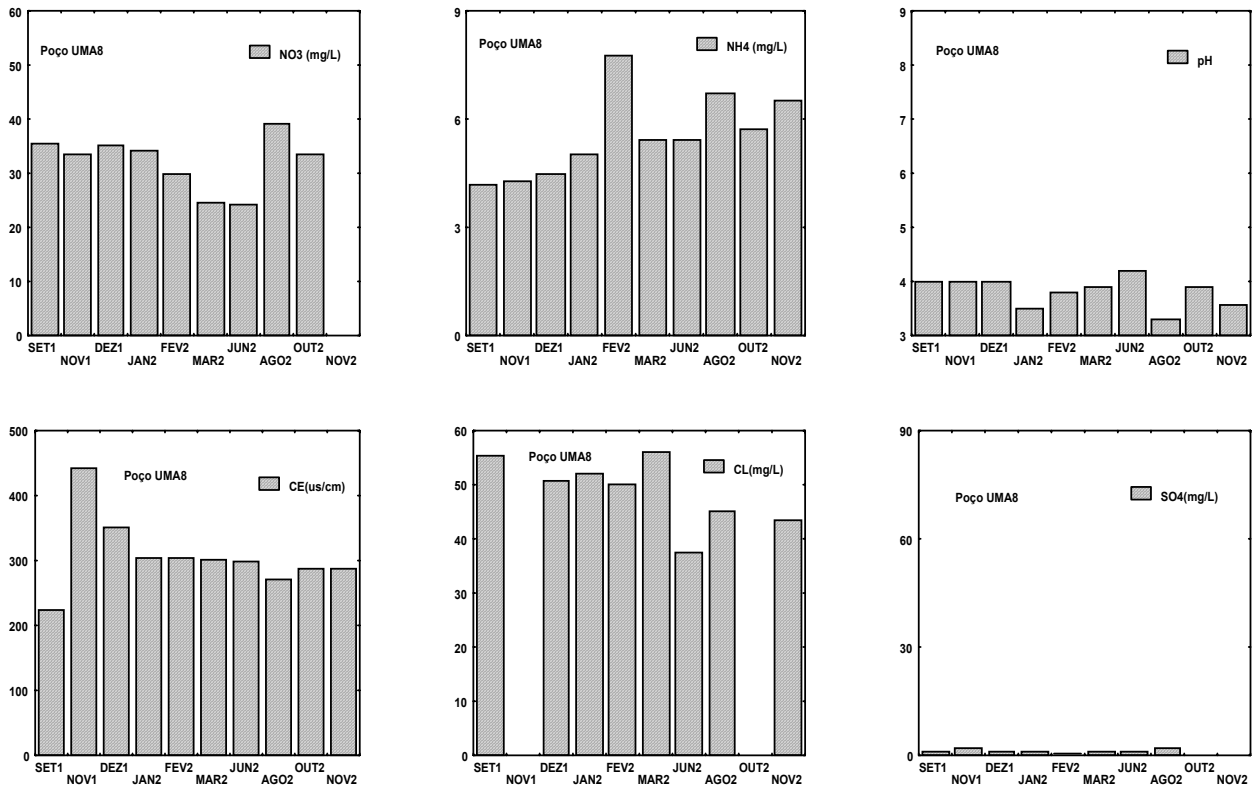 60
50
40
30
20
10
0
Poço UMA8
NO3 (mg/L)
SET1
NOV1
DEZ1
JAN2
FEV2
MAR2
JUN2
AGO2
OUT2
NOV2
9
6
3
0
Poço UMA8
NH4 (mg/L)
SET1
NOV1
DEZ1
JAN2
FEV2
MAR2
JUN2
AGO2
OUT2
NOV2
9
8
7
6
5
4
3
Poço UMA8
pH
SET1
NOV1
DEZ1
JAN2
FEV2
MAR2
JUN2
AGO2
OUT2
NOV2
500
400
300
200
100
0
Poço UMA8
CE(us/cm)
SET1
NOV1
DEZ1
JAN2
FEV2
MAR2
JUN2
AGO2
OUT2
NOV2
60
50
40
30
20
10
0
Poço UMA8
CL(mg/L)
SET1
NOV1
DEZ1
JAN2
FEV2
MAR2
JUN2
AGO2
OUT2
NOV2
90
60
30
0
Poço UMA8
SO4(mg/L)
SET1
NOV1
DEZ1
JAN2
FEV2
MAR2
JUN2
AGO2
OUT2
NOV2